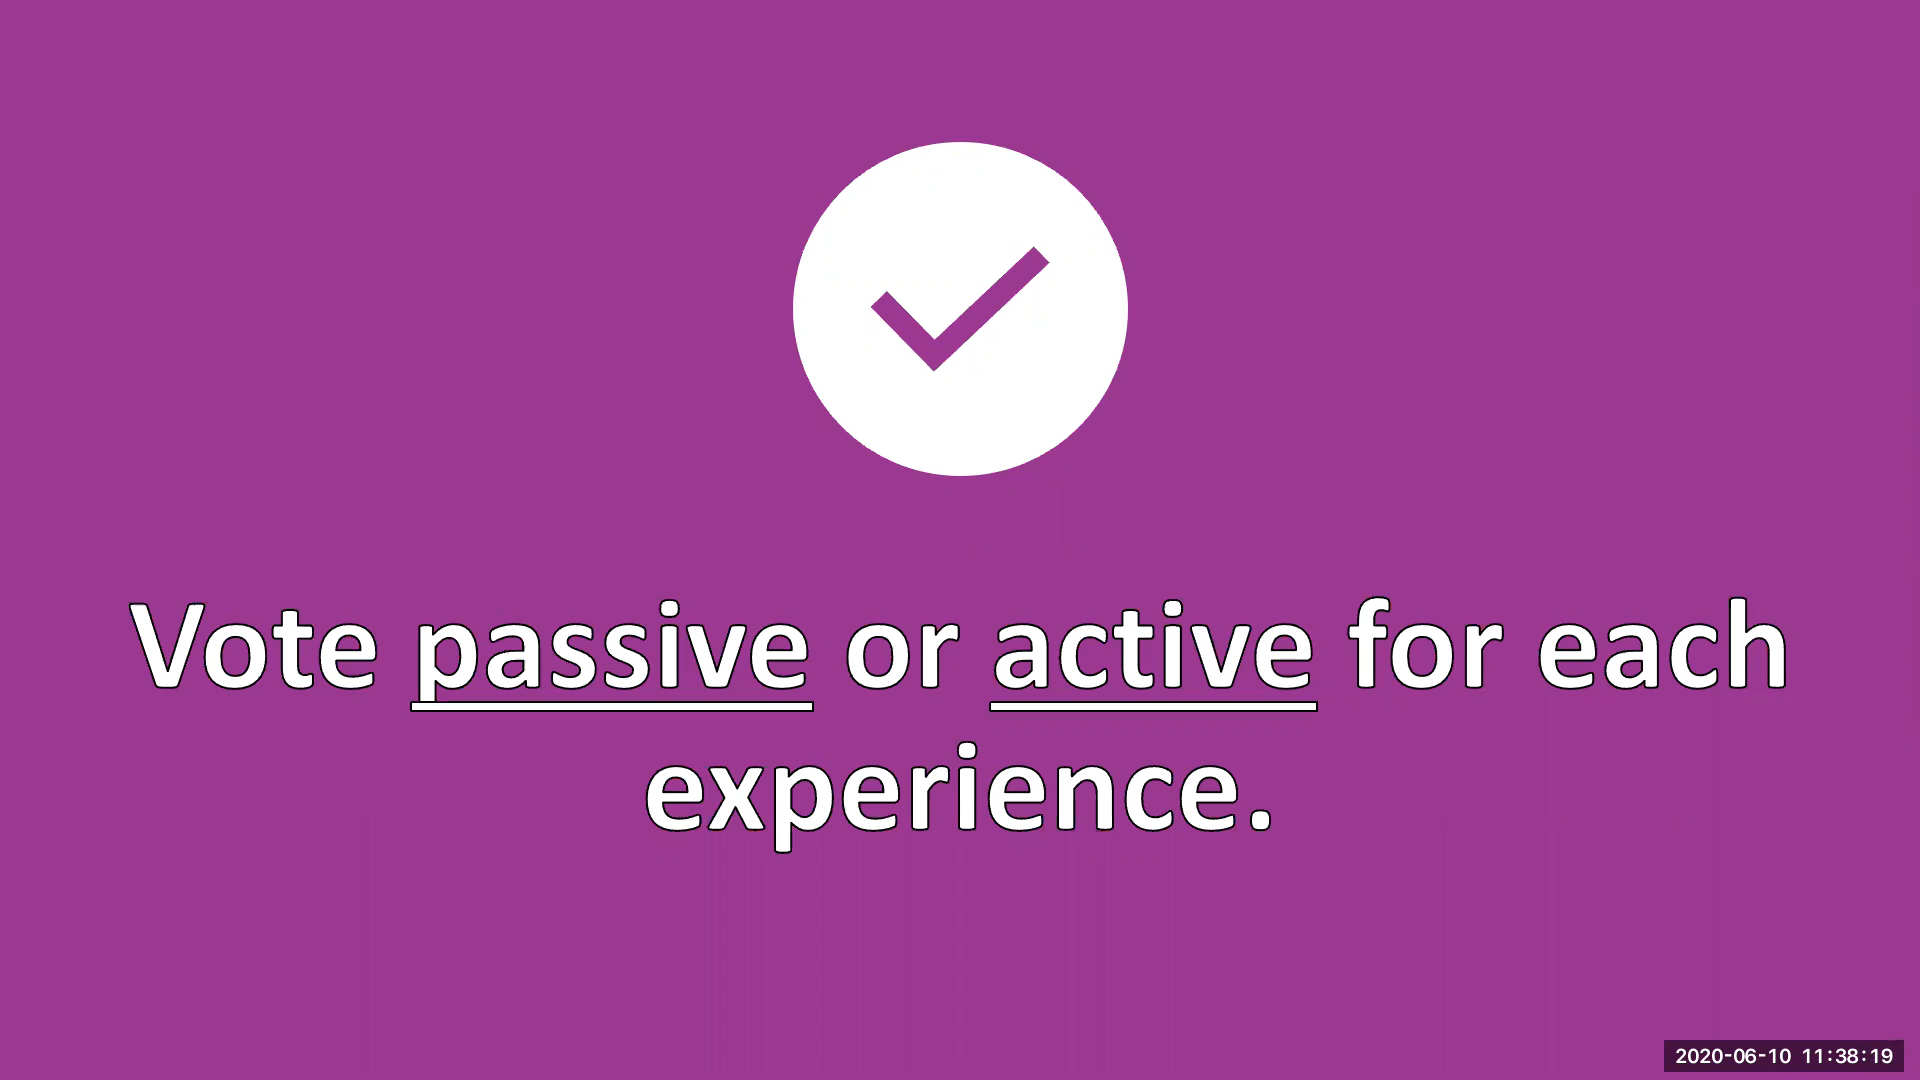 Vote passive or active for each
experience.
2020-06-10 11:38:19